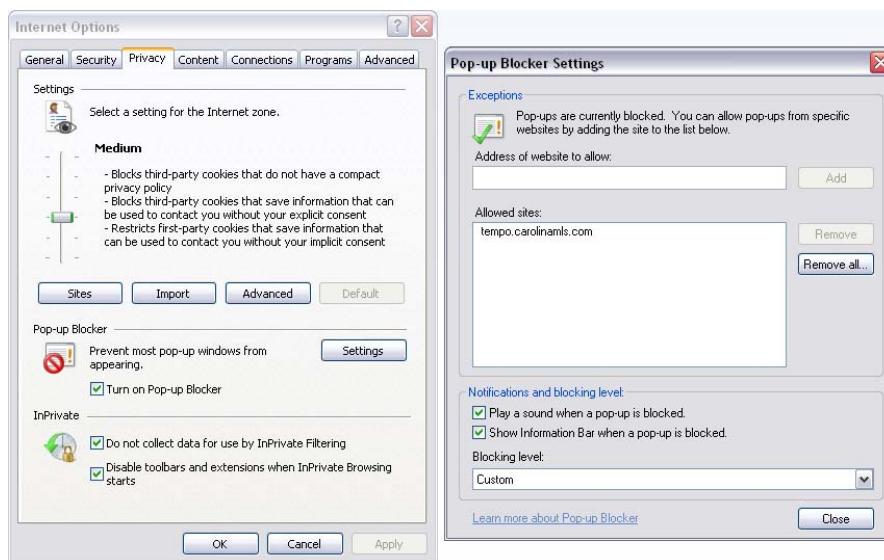 Internet Options
General Security Privacy Content Connections Programs Advanced
Settings
Select a setting for the Internet zone.
Medium
- Blocks third-party cookies that do not have a compact
privacy policy
- Blocks third-party cookies that save information that can
be used to contact you without your explicit consent
- Restricts first-party cookies that save information that
can be used to contact you without your implicit consent
Sites Import Advanced Default
Pop-up Blocker
Prevent most pop-up windows from
appearing.
Settings
Turn on Pop-up Blocker
InPrivate
Do not collect data for use by InPrivate Filtering
Disable toolbars and extensions when InPrivate Browsing
starts
OK Cancel Apply
Pop-up Blocker Settings
Exceptions
Pop-ups are currently blocked. You can allow pop-ups from specific
websites by adding the site to the list below.
Address of website to allow:
Add
Allowed sites:
tempo.carolinamls.com
Remove
Remove all...
Notifications and blocking level:
Play a sound when a pop-up is blocked.
Show Information Bar when a pop-up is blocked.
Blocking level:
Custom
Learn more about Pop-up Blocker
Close